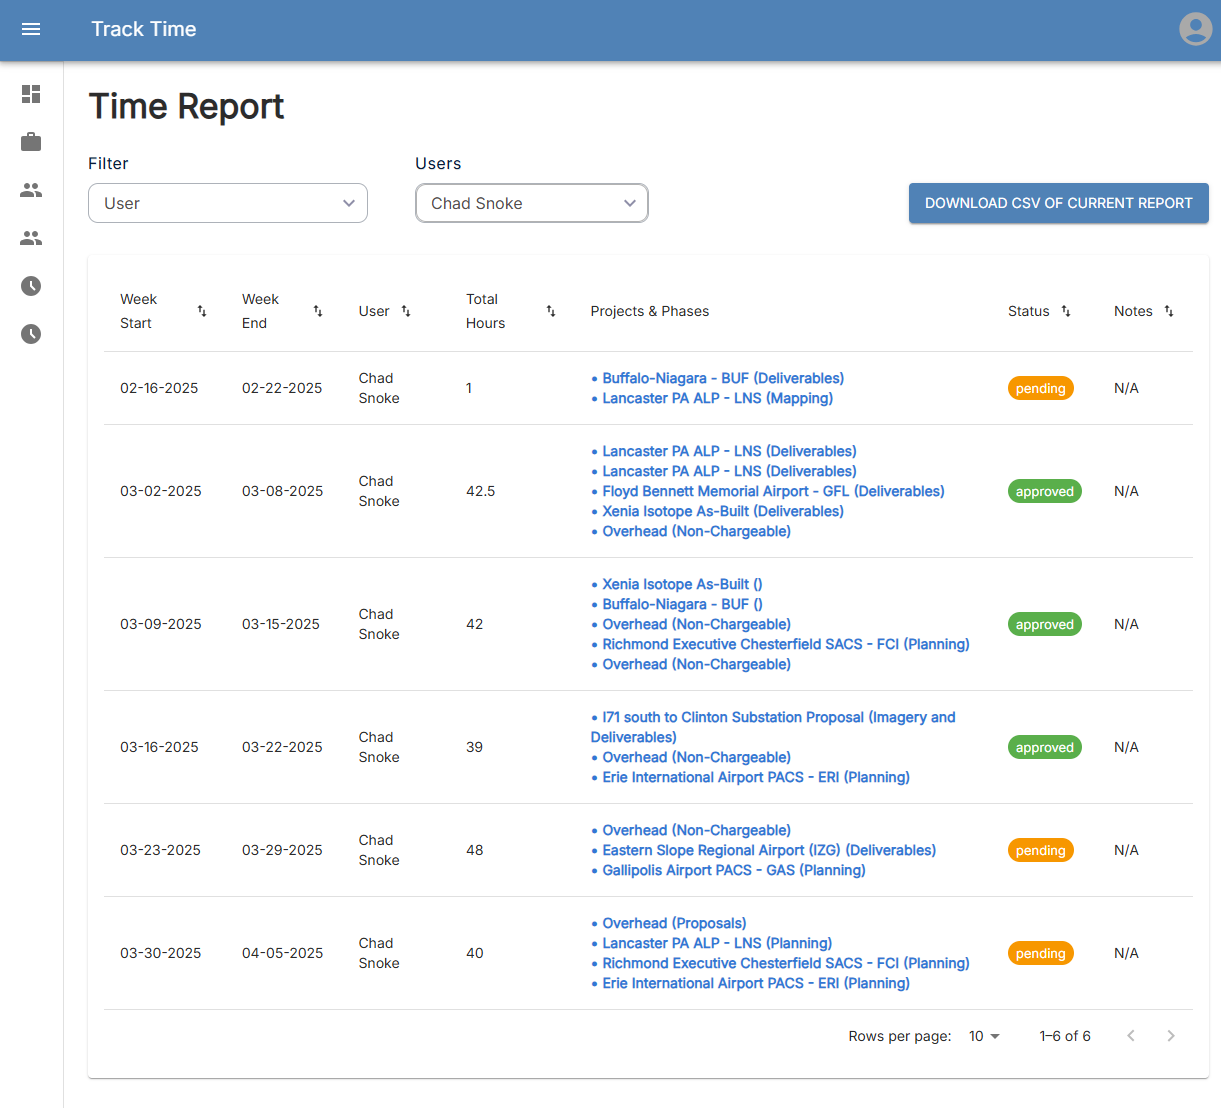 Track Time
Time Report
Filter
Users
User
Chad Snoke
DOWNLOAD CSV OF CURRENT REPORT
Week Start
Week End
User
Total Hours
Projects & Phases
Status
Notes
02-16-2025
02-22-2025
Chad
Snoke
1
• Buffalo-Niagara - BUF (Deliverables)
• Lancaster PA ALP - LNS (Mapping)
pending
N/A
03-02-2025
03-08-2025
Chad
Snoke
42.5
• Lancaster PA ALP - LNS (Deliverables)
• Lancaster PA ALP - LNS (Deliverables)
• Floyd Bennett Memorial Airport - GFL (Deliverables)
• Xenia Isotope As-Built (Deliverables)
• Overhead (Non-Chargeable)
approved
N/A
03-09-2025
03-15-2025
Chad
Snoke
42
• Xenia Isotope As-Built ()
• Buffalo-Niagara - BUF ()
• Overhead (Non-Chargeable)
• Richmond Executive Chesterfield SACS - FCI (Planning)
• Overhead (Non-Chargeable)
approved
N/A
03-16-2025
03-22-2025
Chad
Snoke
39
• I71 south to Clinton Substation Proposal (Imagery and
Deliverables)
• Overhead (Non-Chargeable)
• Erie International Airport PACS - ERI (Planning)
approved
N/A
03-23-2025
03-29-2025
Chad
Snoke
48
• Overhead (Non-Chargeable)
• Eastern Slope Regional Airport (IZG) (Deliverables)
• Gallipolis Airport PACS - GAS (Planning)
pending
N/A
03-30-2025
04-05-2025
Chad
Snoke
40
• Overhead (Proposals)
• Lancaster PA ALP - LNS (Planning)
• Richmond Executive Chesterfield SACS - FCI (Planning)
• Erie International Airport PACS - ERI (Planning)
pending
N/A
Rows per page: 10 1–6 of 6